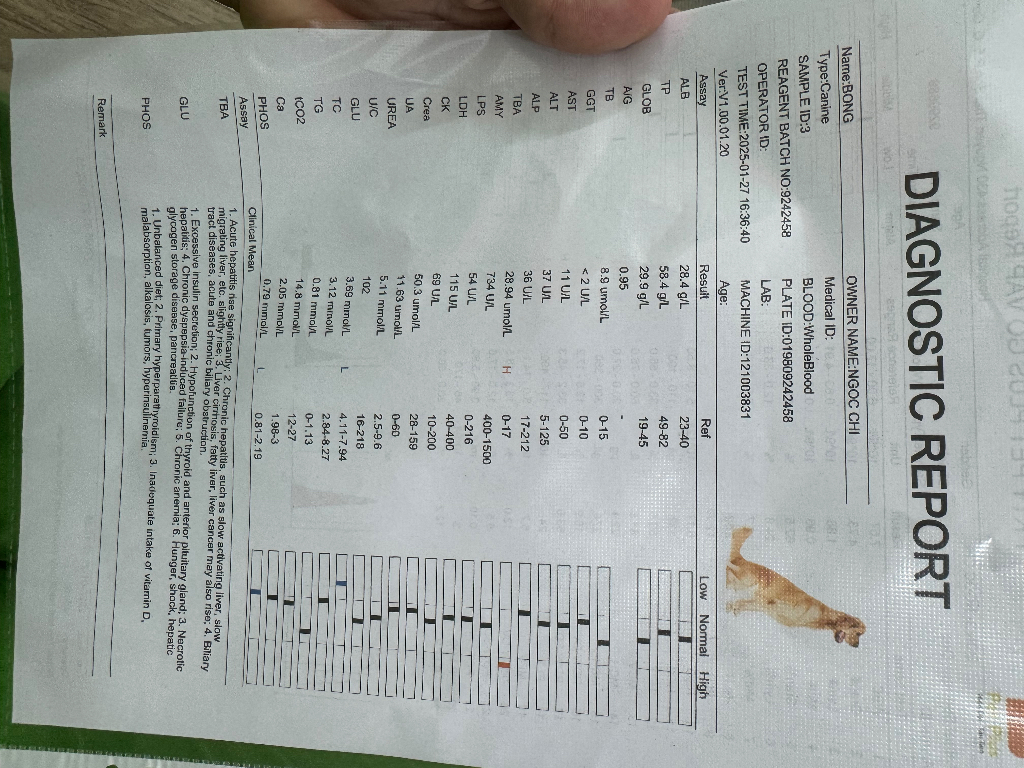 DIAGNOSTIC REPORT
Name:BONG OWNER NAME:NGOC CHI
Type:Canine Medical ID:
SAMPLE ID:3 BLOOD:WholeBlood
REAGENT BATCH NO:9242458 PLATE ID:019809242458
OPERATOR ID: LAB:
TEST TIME:2025-01-27 16:36:40 MACHINE ID:121003831
Ver:V1.00.01.20 Age:
Assay Result Ref Low Normal High
ALB 28.4 g/L 23-40
TP 58.4 g/L 49-82
GLOB 29.9 g/L 19-45
A/G 0.95 -
TB 8.9 umol/L 0-15
GGT < 2 U/L 0-10
AST 11 U/L 0-50
ALT 37 U/L 5-125
ALP 36 U/L 17-212
TBA 28.94 umol/L H 0-17
AMY 734 U/L 400-1500
LPS 54 U/L 0-216
LDH 115 U/L 40-400
CK 69 U/L 10-200
Crea 50.3 umol/L 28-159
UA 11.63 umol/L 0-60
UREA 5.11 mmol/L 2.5-9.6
U/C 102 16-218
GLU 3.69 mmol/L L 4.11-7.94
TC 3.12 mmol/L 2.84-8.27
TG 0.81 mmol/L 0-1.13
tCO2 14.8 mmol/L 12-27
Ca 2.05 mmol/L 1.98-3
PHOS 0.79 mmol/L L 0.81-2.19
Assay Clinical Mean
TBA 1. Acute hepatitis rise significantly; 2. Chronic hepatitis, such as slow activating liver, slow
migrating liver, etc. slightly rise; 3. Liver cirrhosis, fatty liver, liver cancer may also rise; 4. Biliary
tract diseases, acute and chronic biliary obstruction.
GLU 1. Excessive insulin secretion; 2. Hypofunction of thyroid and anterior pituitary gland; 3. Necrotic
hepatitis; 4. Chronic dyspepsia-induced failure; 5. Chronic anemia; 6. Hunger, shock, hepatic
glycogen storage disease, pancreatitis.
PHOS 1. Unbalanced diet; 2. Primary hyperparathyroidism; 3. Inadequate intake of vitamin D,
malabsorption, alkalosis, tumors, hyperinsulinemia.
Remark